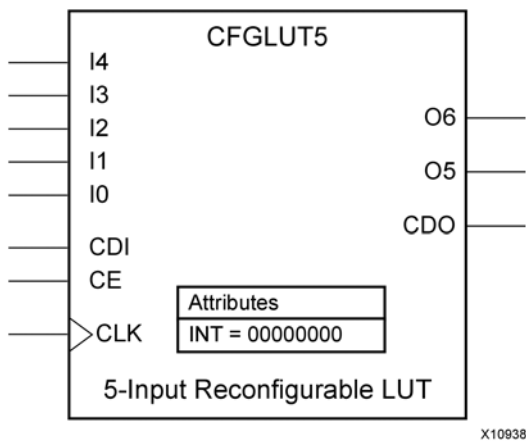 CFGLUT5
I4
I3
I2
I1
I0
CDI
CE
CLK
O6
O5
CDO
Attributes
INT = 00000000
5-Input Reconfigurable LUT
X10938